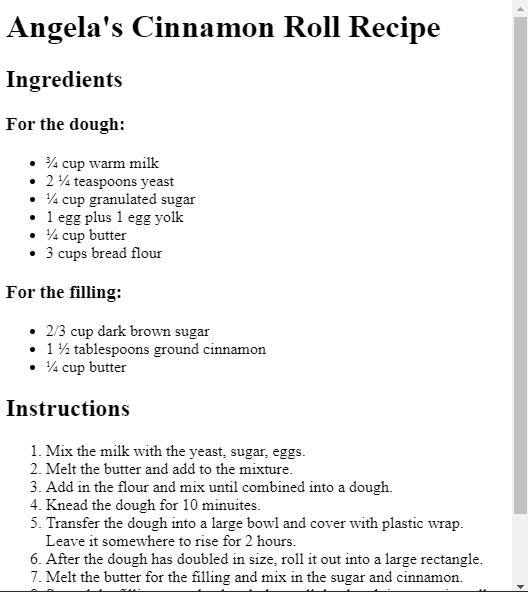 Angela's Cinnamon Roll Recipe
Ingredients
For the dough:
• ¾ cup warm milk
• 2 ¼ teaspoons yeast
• ¼ cup granulated sugar
• 1 egg plus 1 egg yolk
• ¼ cup butter
• 3 cups bread flour
For the filling:
• 2/3 cup dark brown sugar
• 1 ½ tablespoons ground cinnamon
• ¼ cup butter
Instructions
1. Mix the milk with the yeast, sugar, eggs.
2. Melt the butter and add to the mixture.
3. Add in the flour and mix until combined into a dough.
4. Knead the dough for 10 minuites.
5. Transfer the dough into a large bowl and cover with plastic wrap.
Leave it somewhere to rise for 2 hours.
6. After the dough has doubled in size, roll it out into a large rectangle.
7. Melt the butter for the filling and mix in the sugar and cinnamon.